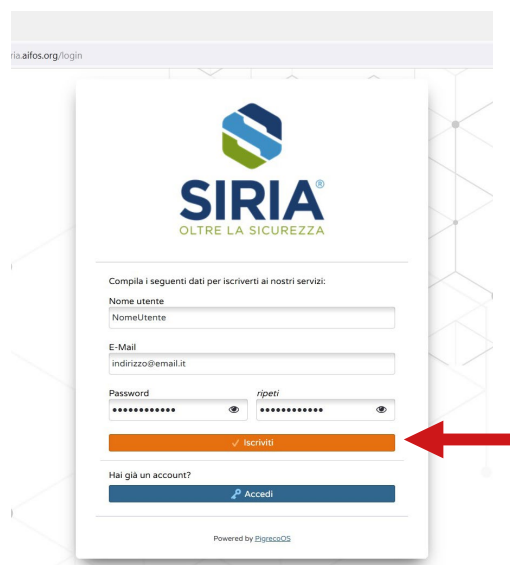 ria.aifos.org/login
SIRIA®
OLTRE LA SICUREZZA
Compila i seguenti dati per iscriverti ai nostri servizi:
Nome utente
NomeUtente
E-Mail
indirizzo@email.it
Password ripeti
•••••••••••• ••••••••••••
Iscriviti
Hai già un account?
Accedi
Powered by PigrecoOS